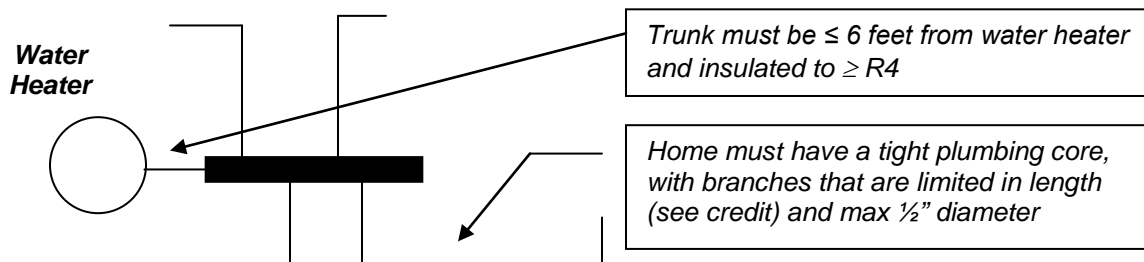 Water
Heater
Trunk must be ≤ 6 feet from water heater
and insulated to ≥ R4
Home must have a tight plumbing core,
with branches that are limited in length
(see credit) and max ½” diameter